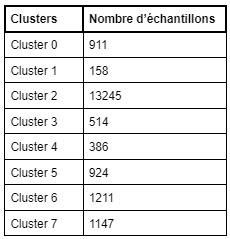 Clusters Nombre d'échantillons
Cluster 0 911
Cluster 1 158
Cluster 2 13245
Cluster 3 514
Cluster 4 386
Cluster 5 924
Cluster 6 1211
Cluster 7 1147